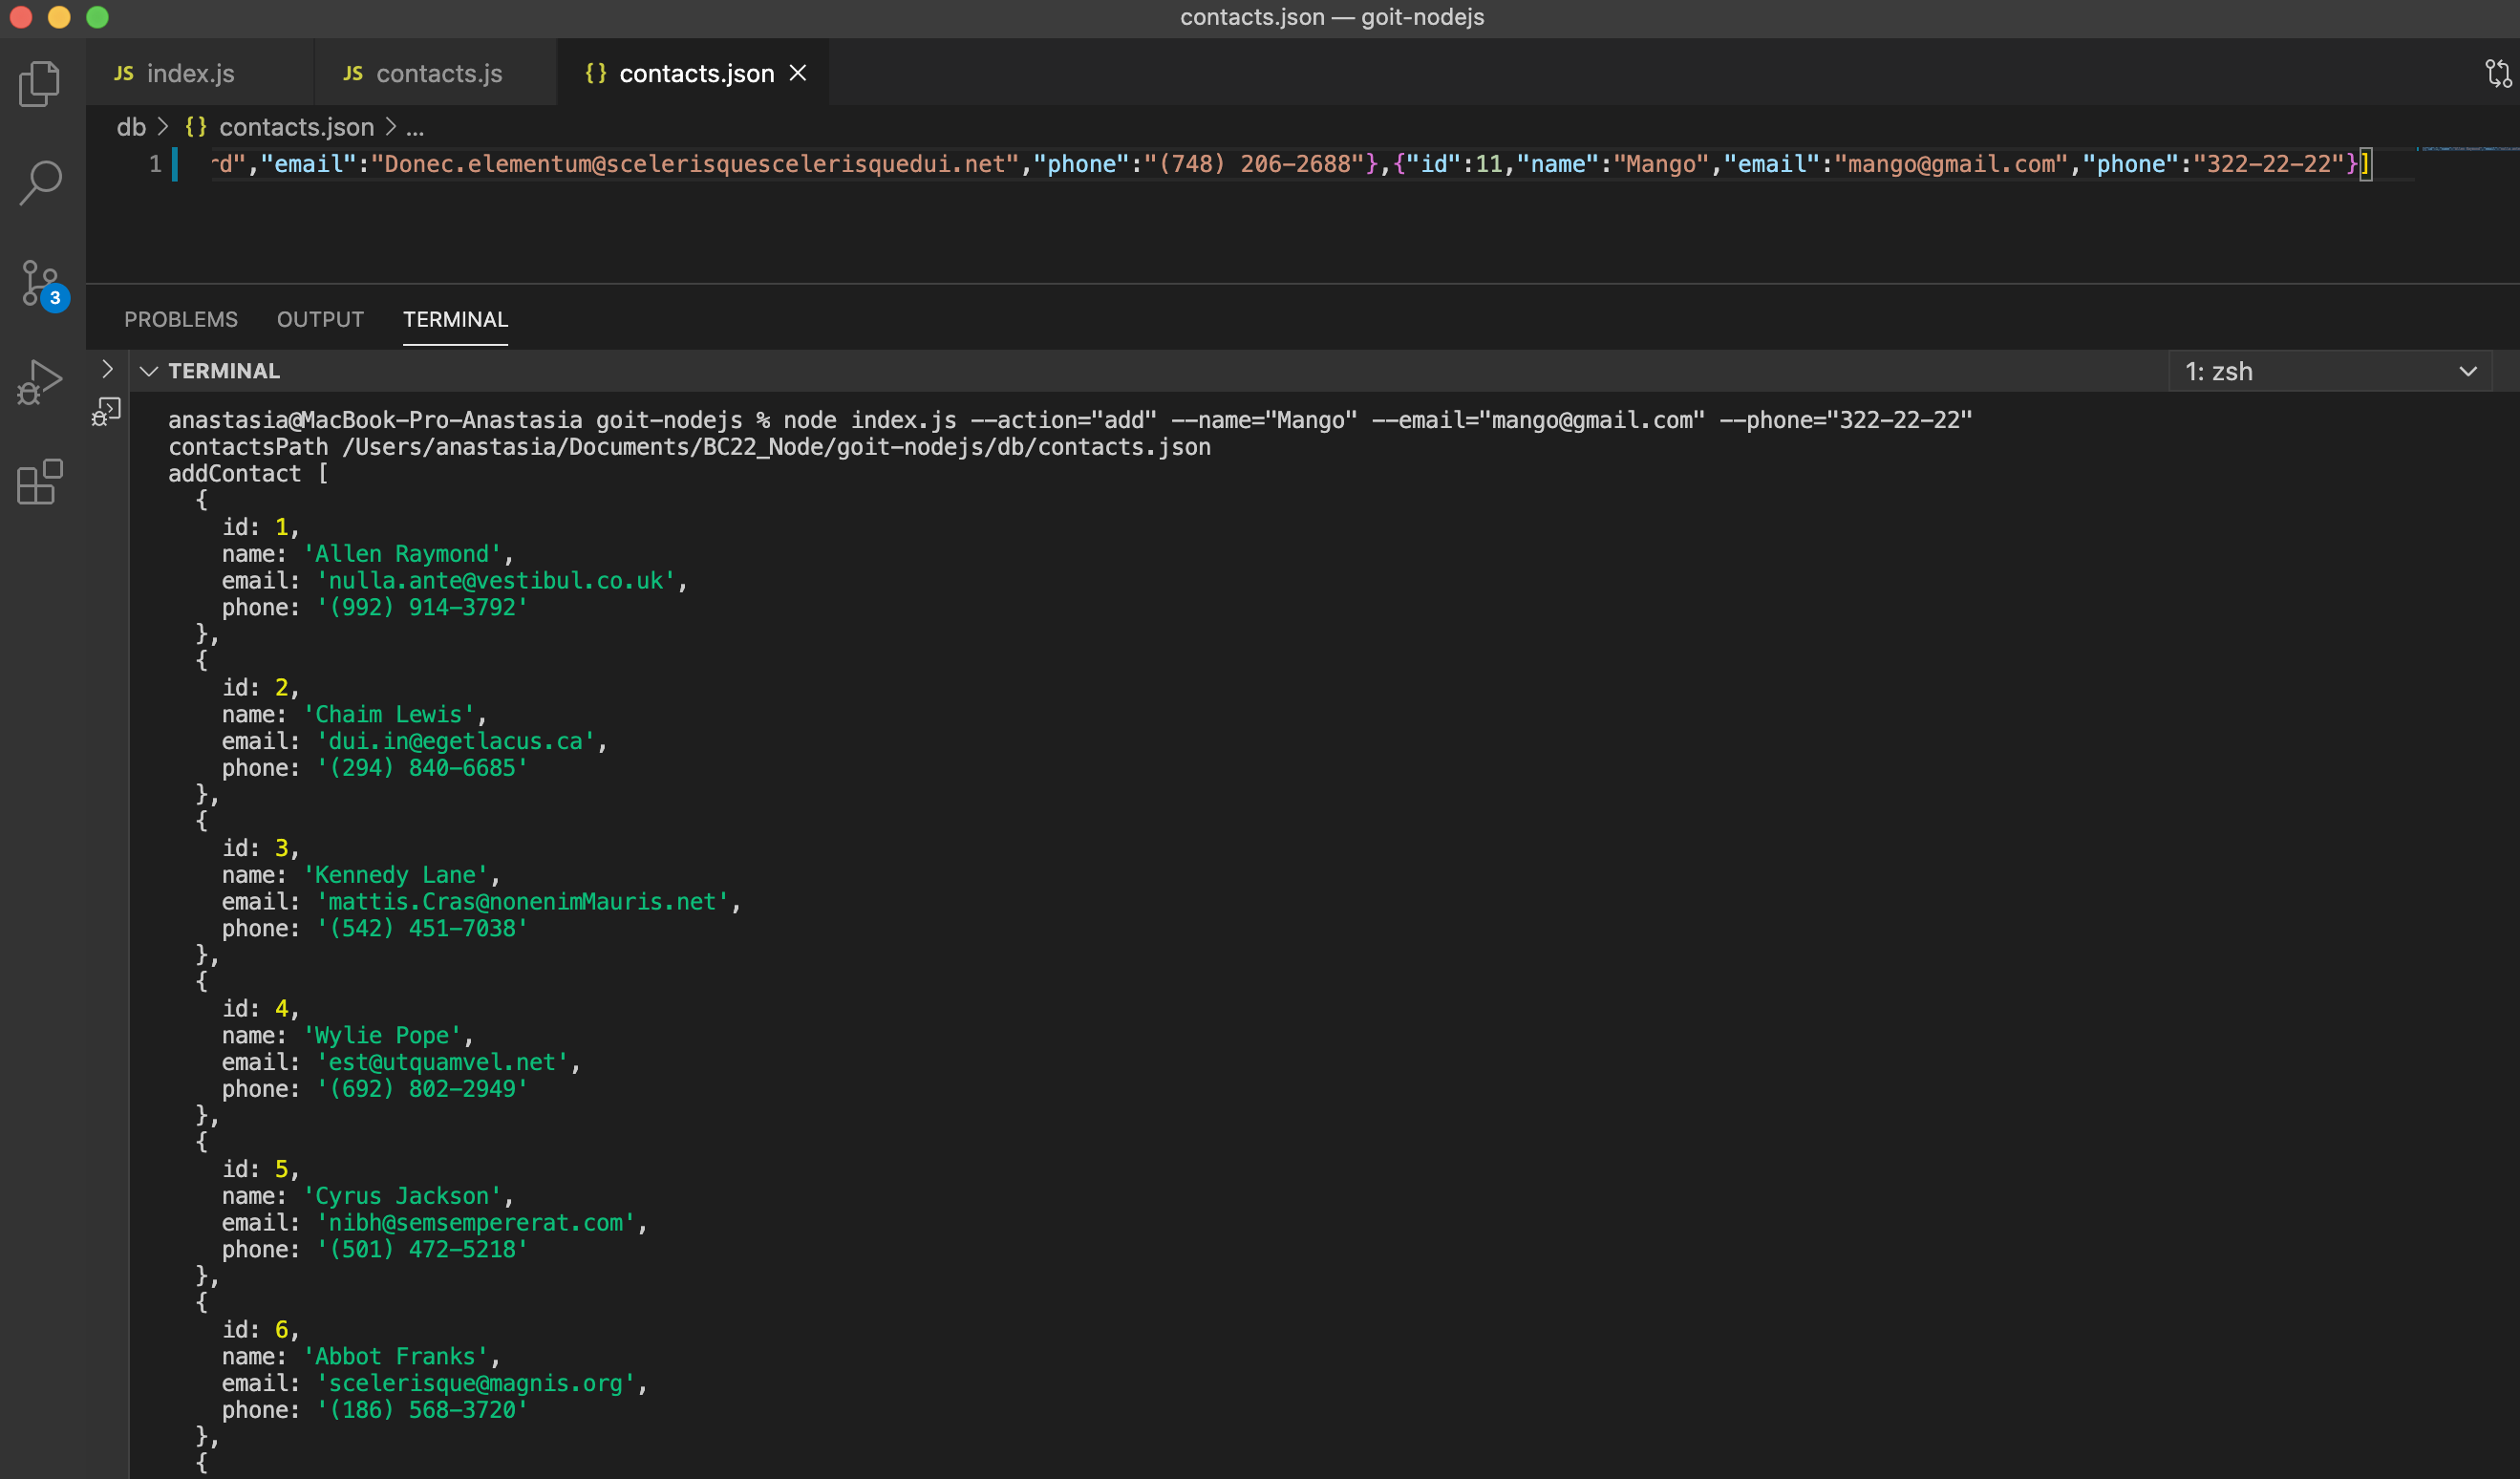 contacts.json — goit-nodejs
JS index.js
JS contacts.js
{} contacts.json ×
db > {} contacts.json > ...
1 rd","email":"Donec.elementum@scelerisquescelerisquedui.net","phone":"(748) 206-2688"},{"id":11,"name":"Mango","email":"mango@gmail.com","phone":"322-22-22"}]
3
PROBLEMS OUTPUT TERMINAL
TERMINAL
1: zsh
anastasia@MacBook-Pro-Anastasia goit-nodejs % node index.js --action="add" --name="Mango" --email="mango@gmail.com" --phone="322-22-22"
contactsPath /Users/anastasia/Documents/BC22_Node/goit-nodejs/db/contacts.json
addContact [
{
id: 1,
name: 'Allen Raymond',
email: 'nulla.ante@vestibul.co.uk',
phone: '(992) 914-3792'
},
{
id: 2,
name: 'Chaim Lewis',
email: 'dui.in@egetlacus.ca',
phone: '(294) 840-6685'
},
{
id: 3,
name: 'Kennedy Lane',
email: 'mattis.Cras@nonenimMauris.net',
phone: '(542) 451-7038'
},
{
id: 4,
name: 'Wylie Pope',
email: 'est@utquamvel.net',
phone: '(692) 802-2949'
},
{
id: 5,
name: 'Cyrus Jackson',
email: 'nibh@semsempererat.com',
phone: '(501) 472-5218'
},
{
id: 6,
name: 'Abbot Franks',
email: 'scelerisque@magnis.org',
phone: '(186) 568-3720'
},
{